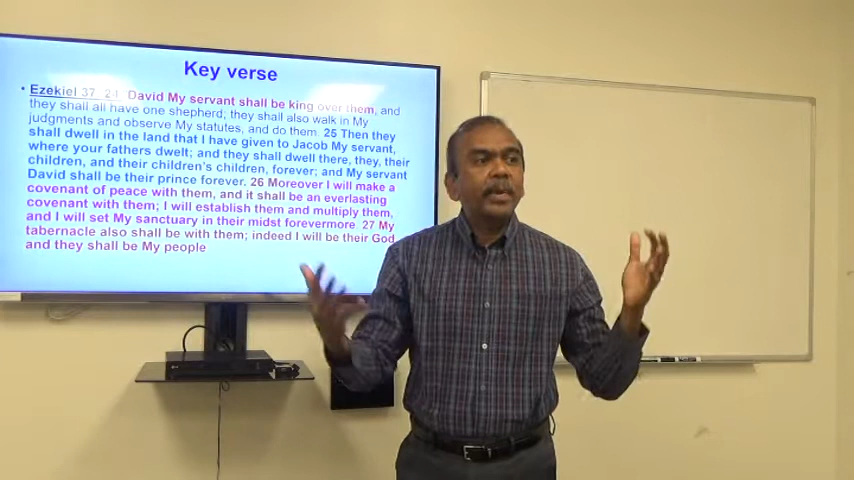 Key verse
• Ezekiel 37: 24 David My servant shall be king over them, and
they shall all have one shepherd; they shall also walk in My
judgments and observe My statutes, and do them. 25 Then they
shall dwell in the land that I have given to Jacob My servant,
where your fathers dwelt; and they shall dwell there, they, their
children, and their children's children, forever; and My servant
David shall be their prince forever. 26 Moreover I will make a
covenant of peace with them, and it shall be an everlasting
covenant with them; I will establish them and multiply them,
and I will set My sanctuary in their midst forevermore. 27 My
tabernacle also shall be with them; indeed I will be their God
and they shall be My people